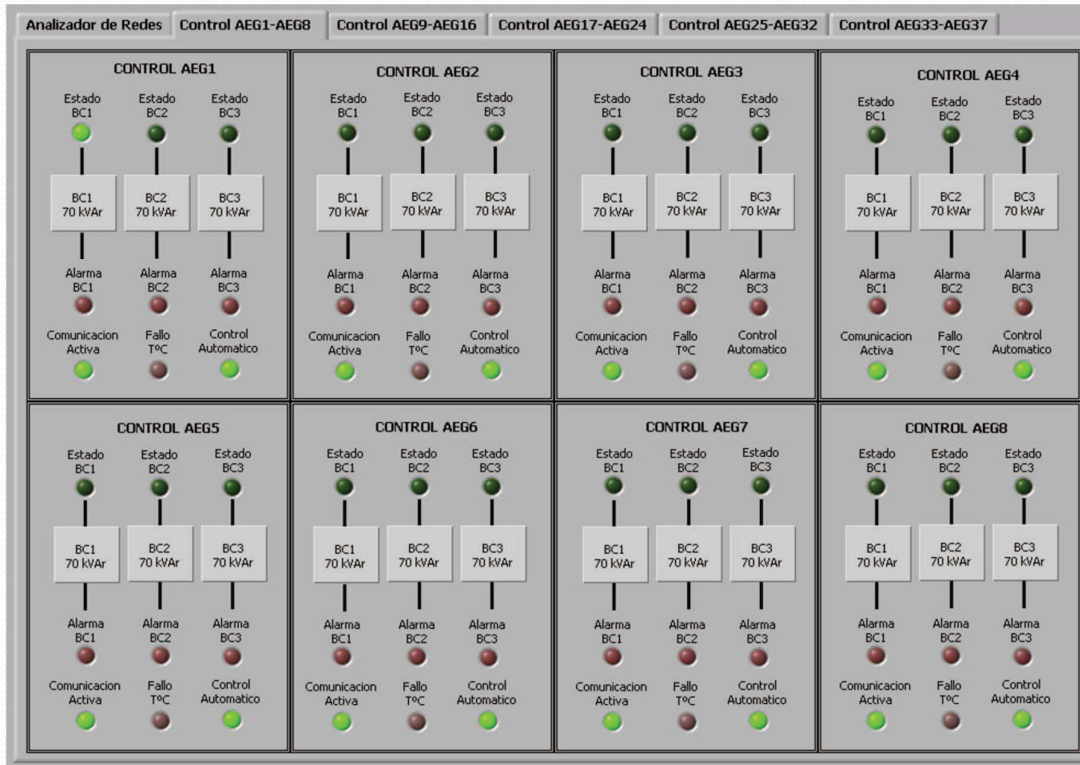 Analizador de Redes Control AEG1-AEG8 Control AEG9-AEG16 Control AEG17-AEG24 Control AEG25-AEG32 Control AEG33-AEG37
CONTROL AEG1
Estado Estado Estado
BC1 BC2 BC3
BC1 BC2 BC3
70 kVAr 70 kVAr 70 kVAr
Alarma Alarma Alarma
BC1 BC2 BC3
Comunicacion Fallo Control
Activa TºC Automatico
CONTROL AEG2
Estado Estado Estado
BC1 BC2 BC3
BC1 BC2 BC3
70 kVAr 70 kVAr 70 kVAr
Alarma Alarma Alarma
BC1 BC2 BC3
Comunicacion Fallo Control
Activa TºC Automatico
CONTROL AEG3
Estado Estado Estado
BC1 BC2 BC3
BC1 BC2 BC3
70 kVAr 70 kVAr 70 kVAr
Alarma Alarma Alarma
BC1 BC2 BC3
Comunicacion Fallo Control
Activa TºC Automatico
CONTROL AEG4
Estado Estado Estado
BC1 BC2 BC3
BC1 BC2 BC3
70 kVAr 70 kVAr 70 kVAr
Alarma Alarma Alarma
BC1 BC2 BC3
Comunicacion Fallo Control
Activa TºC Automatico
CONTROL AEG5
Estado Estado Estado
BC1 BC2 BC3
BC1 BC2 BC3
70 kVAr 70 kVAr 70 kVAr
Alarma Alarma Alarma
BC1 BC2 BC3
Comunicacion Fallo Control
Activa TºC Automatico
CONTROL AEG6
Estado Estado Estado
BC1 BC2 BC3
BC1 BC2 BC3
70 kVAr 70 kVAr 70 kVAr
Alarma Alarma Alarma
BC1 BC2 BC3
Comunicacion Fallo Control
Activa TºC Automatico
CONTROL AEG7
Estado Estado Estado
BC1 BC2 BC3
BC1 BC2 BC3
70 kVAr 70 kVAr 70 kVAr
Alarma Alarma Alarma
BC1 BC2 BC3
Comunicacion Fallo Control
Activa TºC Automatico
CONTROL AEG8
Estado Estado Estado
BC1 BC2 BC3
BC1 BC2 BC3
70 kVAr 70 kVAr 70 kVAr
Alarma Alarma Alarma
BC1 BC2 BC3
Comunicacion Fallo Control
Activa TºC Automatico